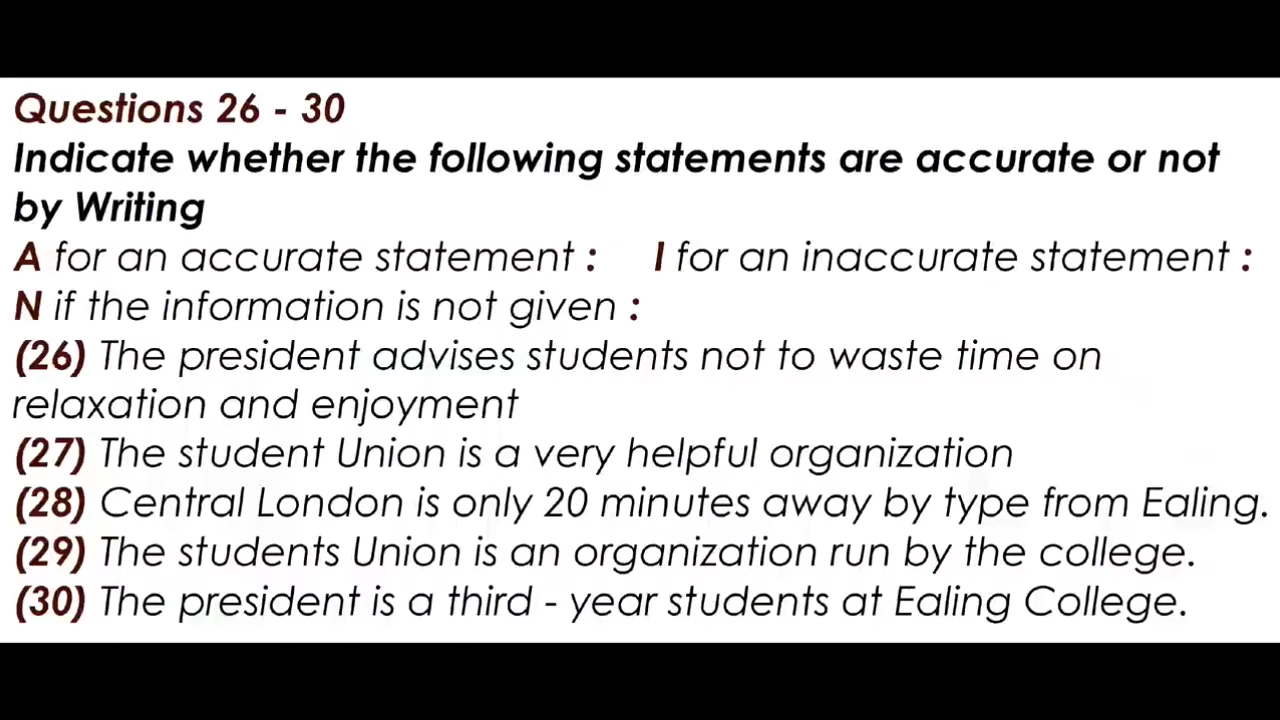 Questions 26 - 30
Indicate whether the following statements are accurate or not
by Writing
A for an accurate statement : I for an inaccurate statement :
N if the information is not given :
(26) The president advises students not to waste time on
relaxation and enjoyment
(27) The student Union is a very helpful organization
(28) Central London is only 20 minutes away by type from Ealing.
(29) The students Union is an organization run by the college.
(30) The president is a third - year students at Ealing College.